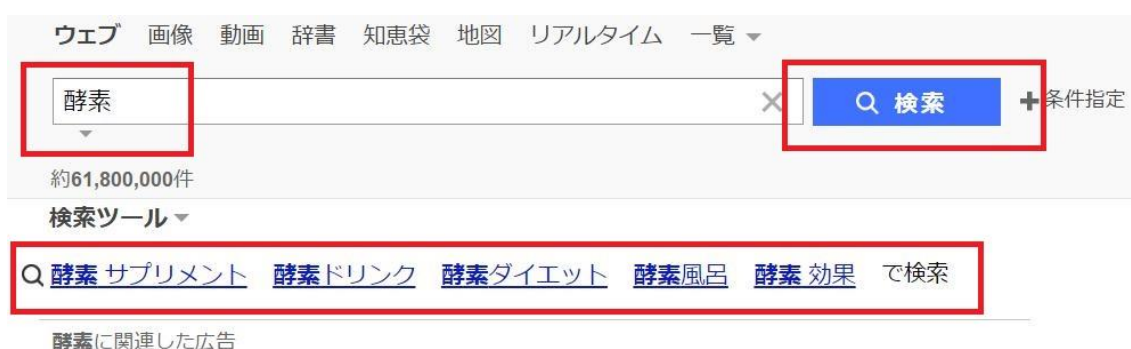 ウェブ 画像 動画 辞書 知恵袋 地図 リアルタイム 一覧
酵素 検索 条件指定
約61,800,000件
検索ツール
酵素 サプリメント 酵素ドリンク 酵素ダイエット 酵素風呂 酵素 効果 で検索
酵素に関連した広告